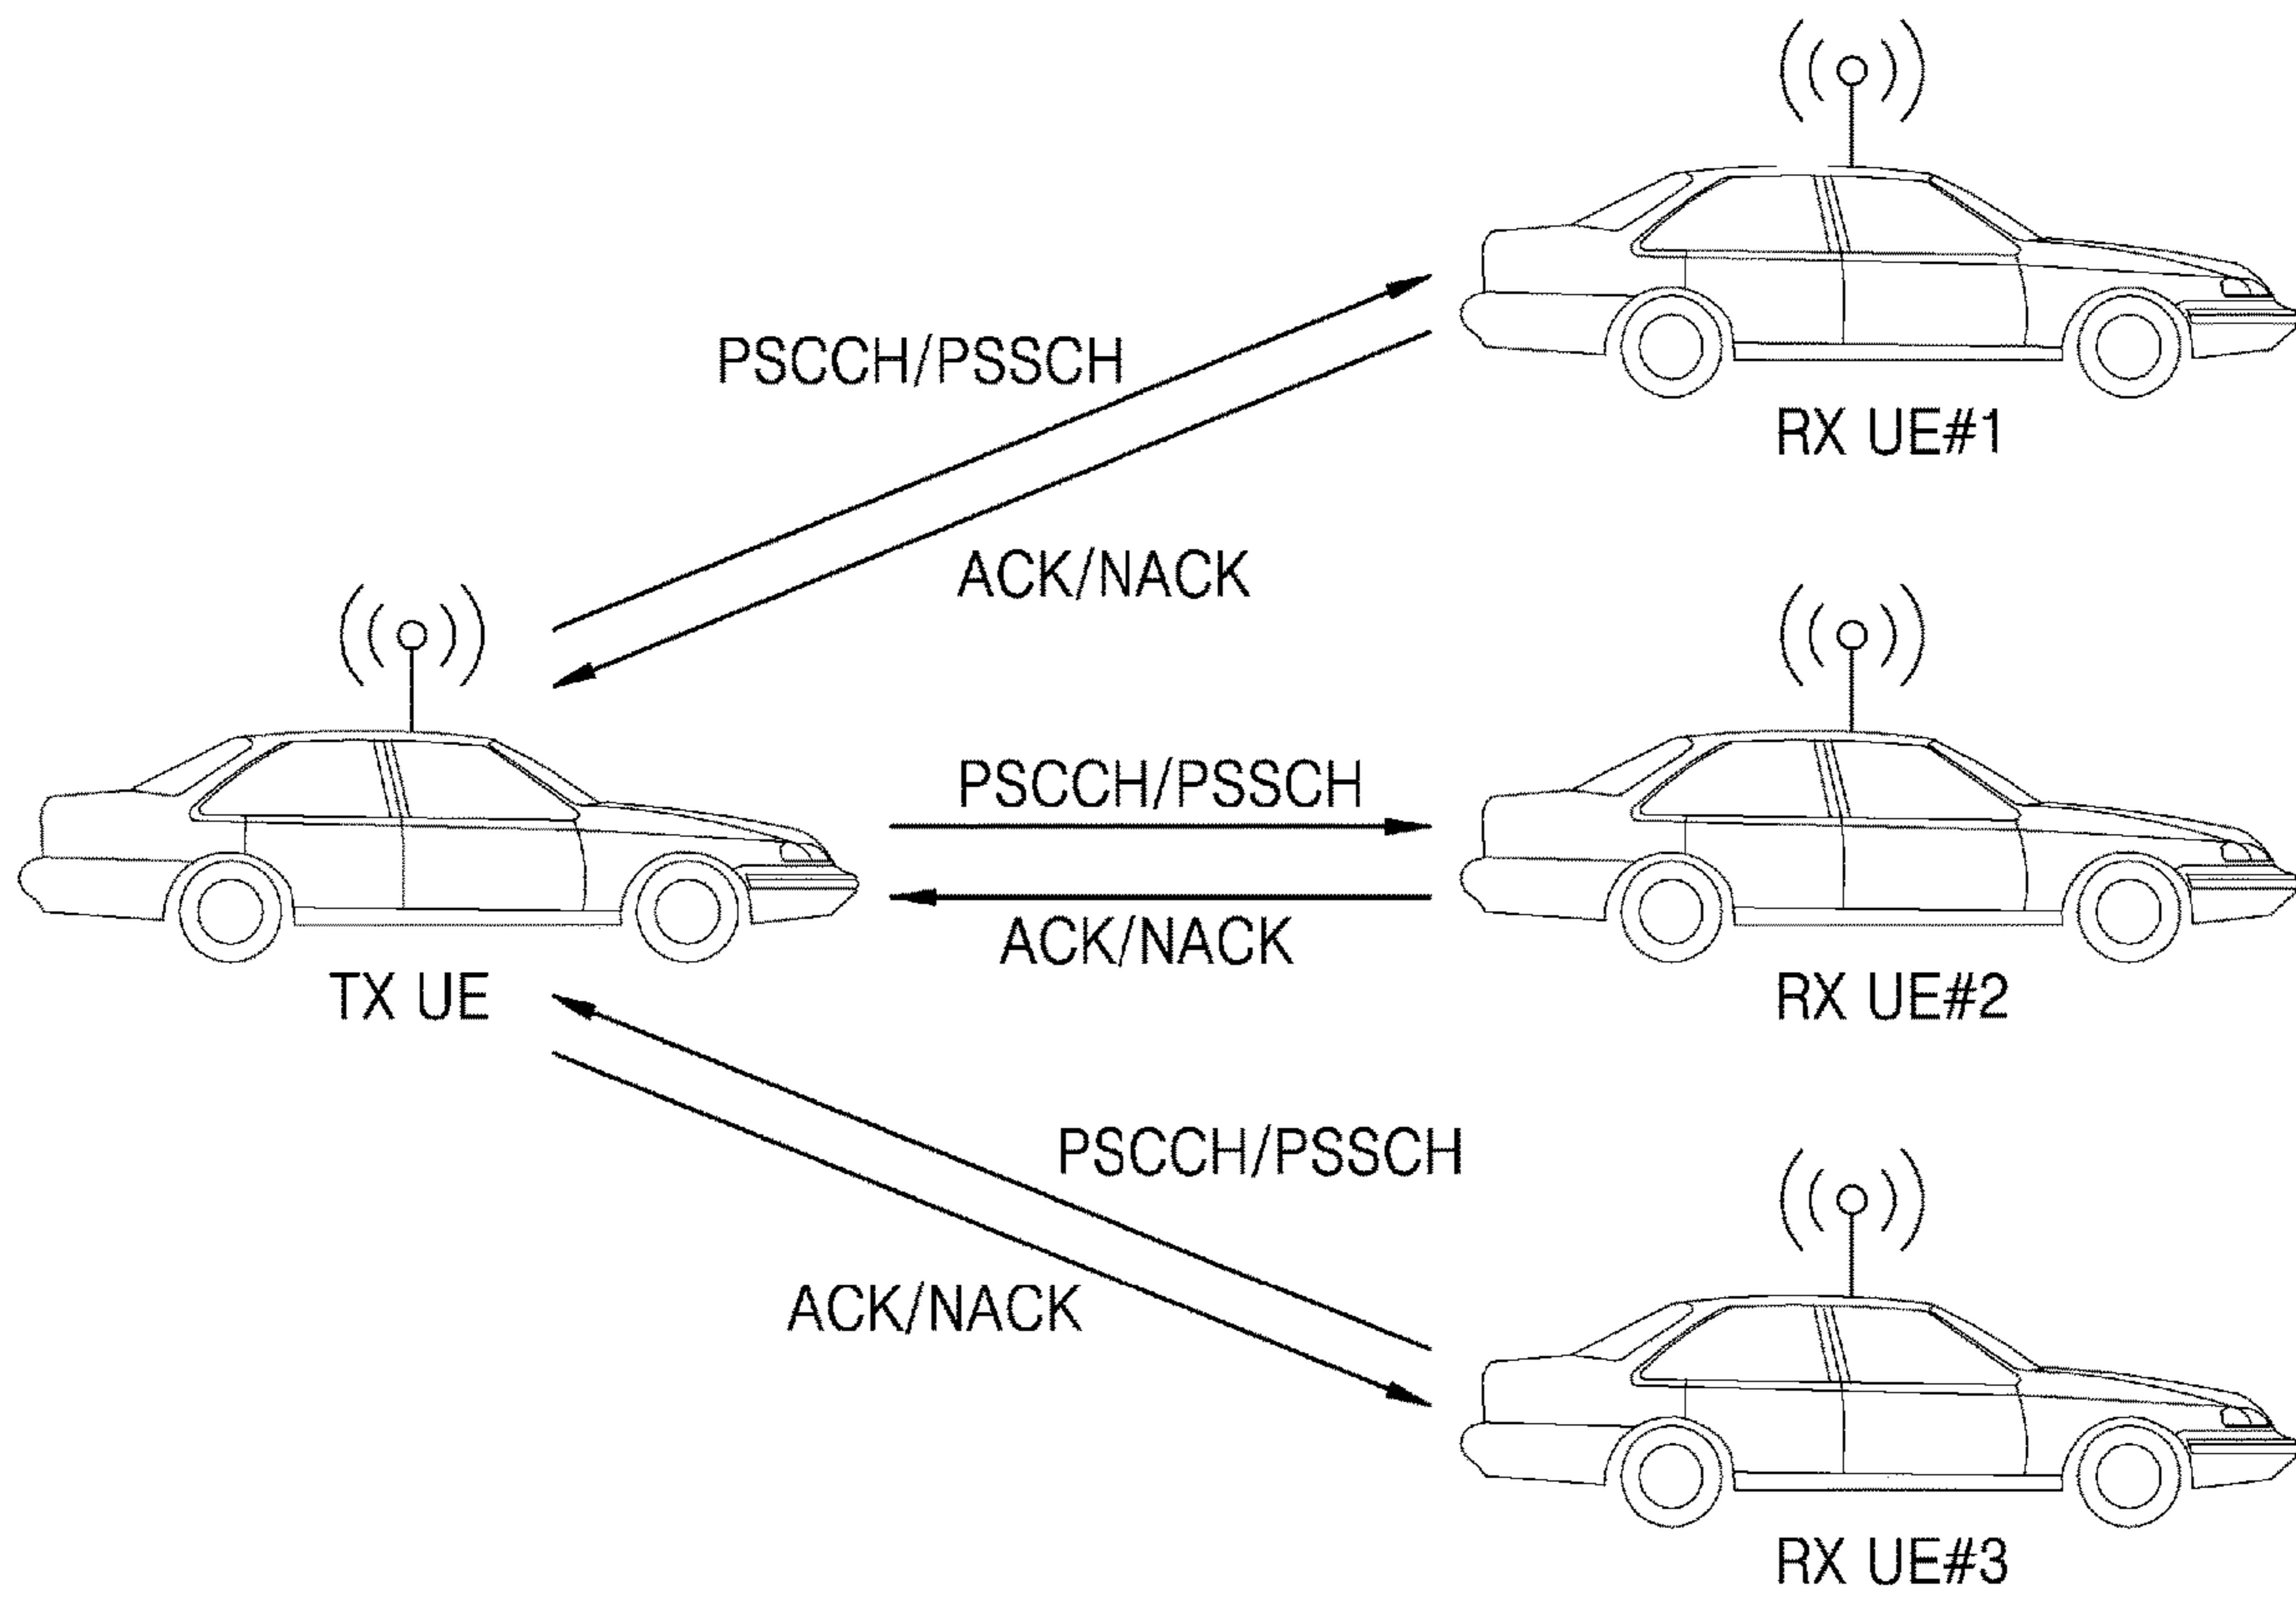 PSCCH/PSSCH
RX UE#1
ACK/NACK
PSCCH/PSSCH
ACK/NACK
TX UE
RX UE#2
PSCCH/PSSCH
ACK/NACK
RX UE#3